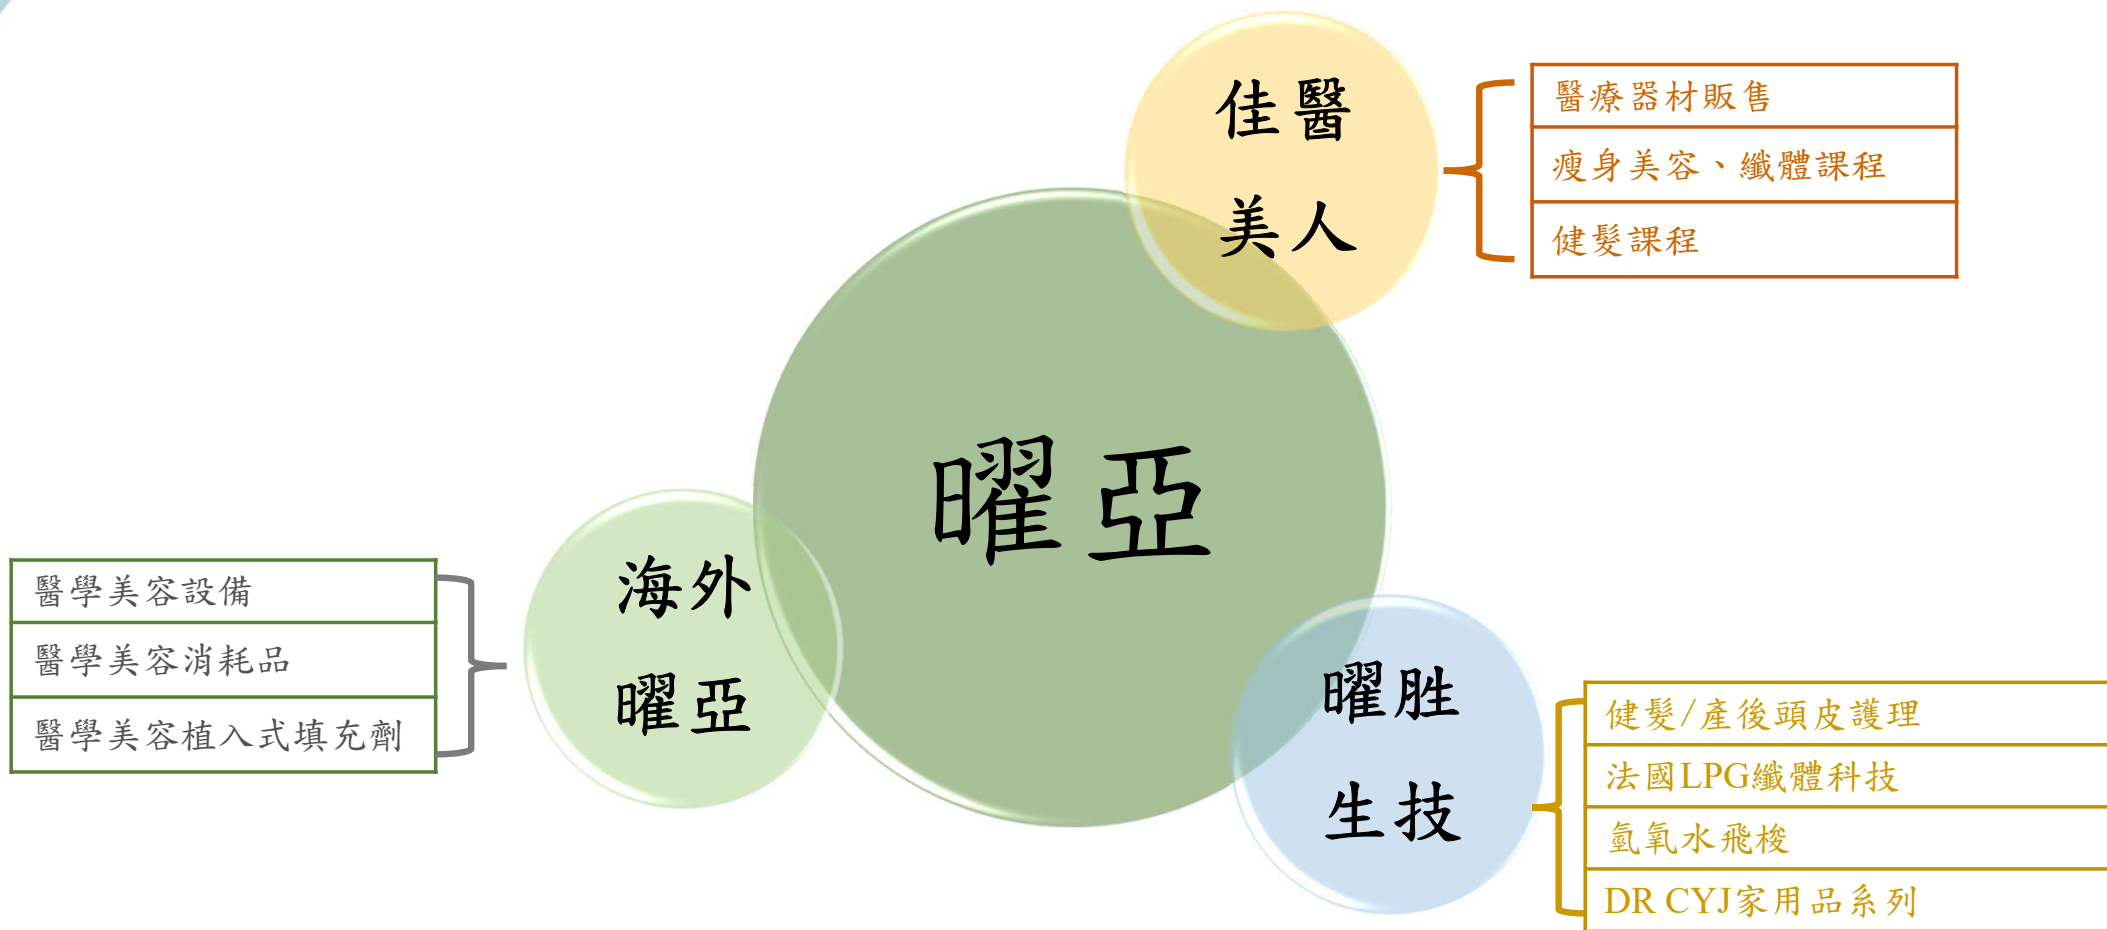 佳醫
美人
醫療器材販售
瘦身美容、纖體課程
健髮課程
曜亞
海外
曜亞
醫學美容設備
醫學美容消耗品
醫學美容植入式填充劑
曜胜
生技
健髮/產後頭皮護理
法國LPG纖體科技
氫氧水飛梭
DR CYJ家用品系列